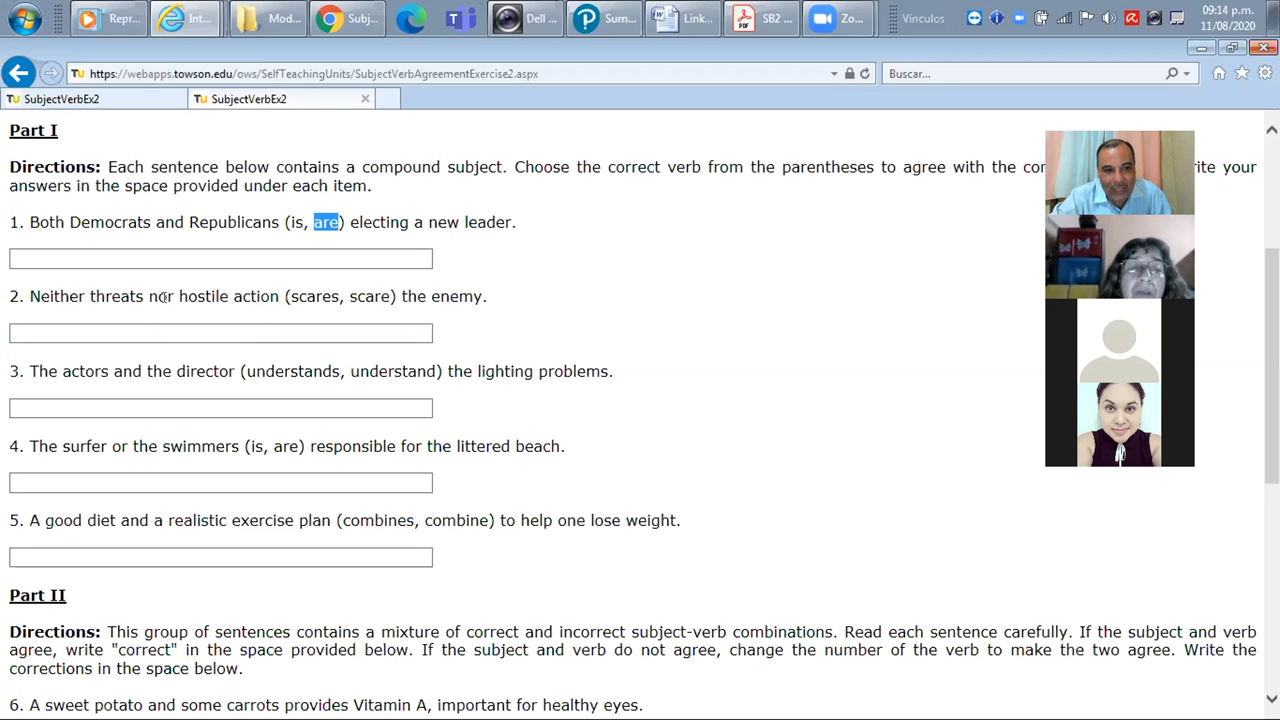 Repr...
Int...
Mod...
Subj...
Dell ...
Sum...
Link...
SB2 ...
Zo...
Vínculos
09:14 p.m.
11/08/2020
https://webapps.towson.edu/ows/SelfTeachingUnits/SubjectVerbAgreementExercise2.aspx
Buscar...
SubjectVerbEx2
SubjectVerbEx2
Part I
Directions: Each sentence below contains a compound subject. Choose the correct verb from the parentheses to agree with the cor ite your
answers in the space provided under each item.
1. Both Democrats and Republicans (is, are) electing a new leader.
2. Neither threats nor hostile action (scares, scare) the enemy.
3. The actors and the director (understands, understand) the lighting problems.
4. The surfer or the swimmers (is, are) responsible for the littered beach.
5. A good diet and a realistic exercise plan (combines, combine) to help one lose weight.
Part II
Directions: This group of sentences contains a mixture of correct and incorrect subject-verb combinations. Read each sentence carefully. If the subject and verb
agree, write "correct" in the space provided below. If the subject and verb do not agree, change the number of the verb to make the two agree. Write the
corrections in the space below.
6. A sweet potato and some carrots provides Vitamin A, important for healthy eyes.